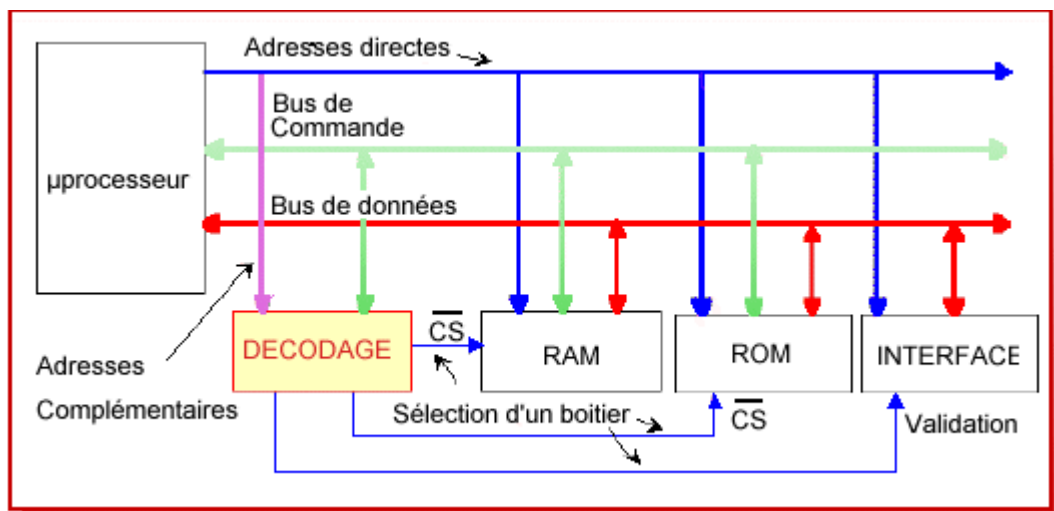 Adresses directes
Bus de
Commande
µprocesseur
Bus de données
DECODAGE
CS
RAM
ROM
INTERFACE
Adresses
Complémentaires
Sélection d'un boitier
CS
Validation